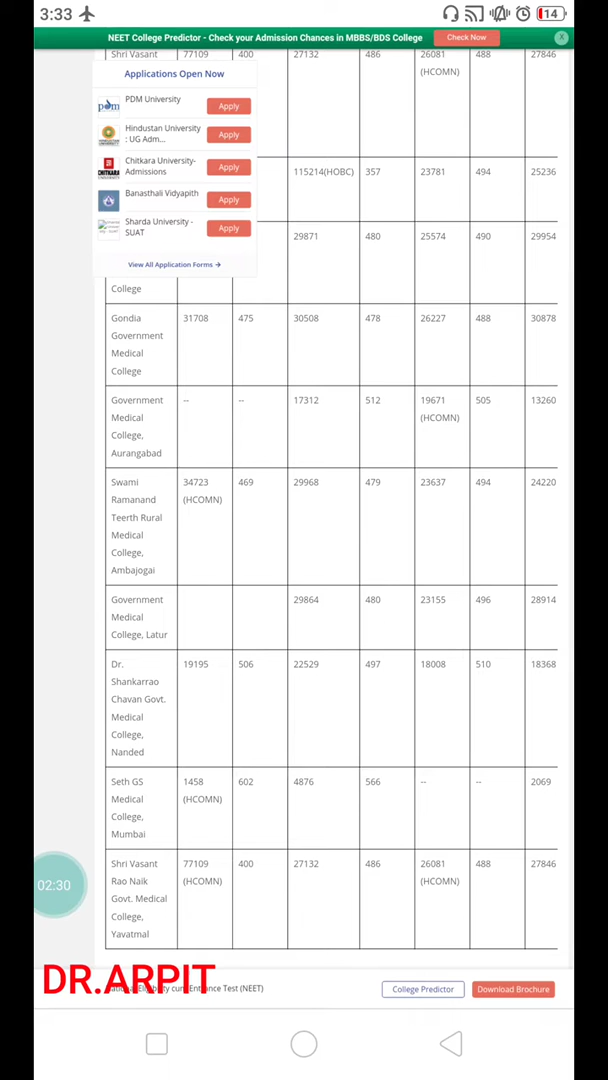 3:33
14
NEET College Predictor - Check your Admission Chances in MBBS/BDS College Check Now X
Shri Vasant 77109 400 27132 486 26081 488 27846
(HCOMN)
Applications Open Now
PDM University Apply
Hindustan University
: UG Adm... Apply
Chitkara University-
Admissions Apply
Banasthali Vidyapith Apply
Sharda University -
SUAT Apply
View All Application Forms →
115214(HOBC) 357 23781 494 25236
29871 480 25574 490 29954
College
Gondia 31708 475 30508 478 26227 488 30878
Government
Medical
College
Government -- -- 17312 512 19671 505 13260
Medical (HCOMN)
College,
Aurangabad
Swami 34723 469 29968 479 23637 494 24220
Ramanand (HCOMN)
Teerth Rural
Medical
College,
Ambajogai
Government 29864 480 23155 496 28914
Medical
College, Latur
Dr. 19195 506 22529 497 18008 510 18368
Shankarrao
Chavan Govt.
Medical
College,
Nanded
Seth GS 1458 602 4876 566 -- -- 2069
Medical (HCOMN)
College,
Mumbai
Shri Vasant 77109 400 27132 486 26081 488 27846
Rao Naik (HCOMN) (HCOMN)
Govt. Medical
College,
Yavatmal
02:30
DR.ARPIT
Entrance Test (NEET) College Predictor Download Brochure